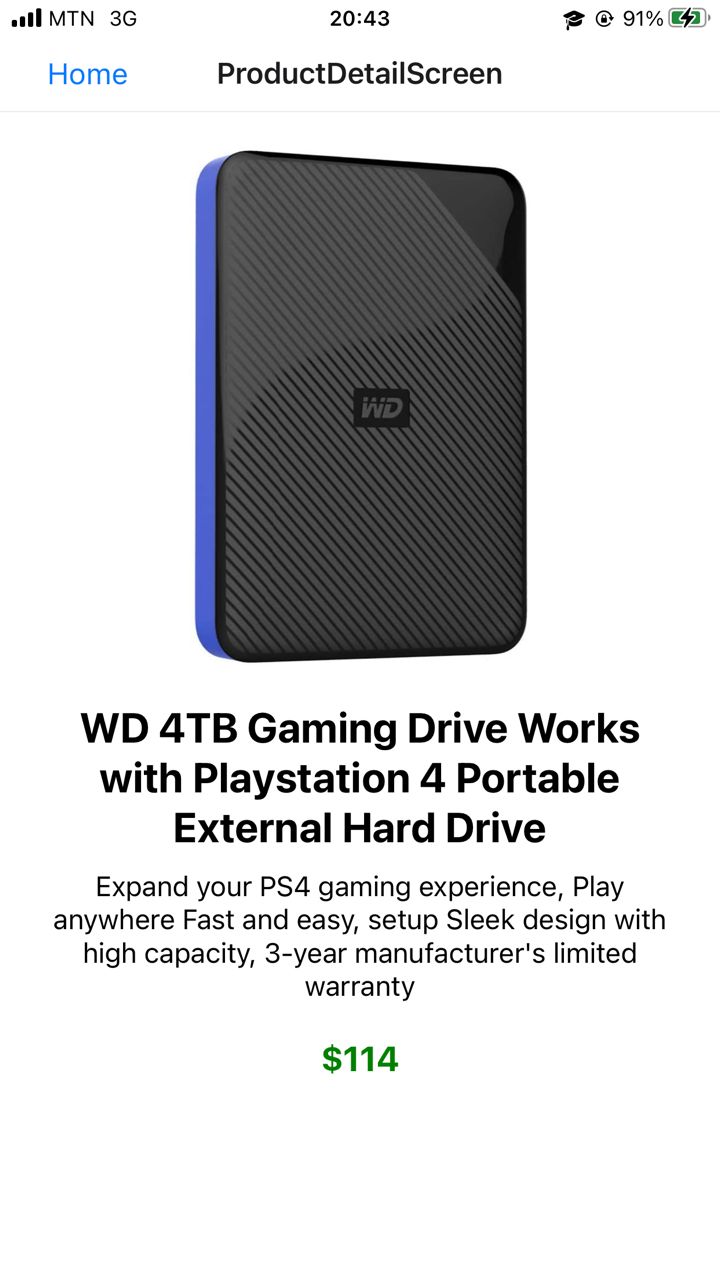 MTN 3G 20:43 91%
Home ProductDetailScreen
WD
WD 4TB Gaming Drive Works
with Playstation 4 Portable
External Hard Drive
Expand your PS4 gaming experience, Play
anywhere Fast and easy, setup Sleek design with
high capacity, 3-year manufacturer's limited
warranty
$114